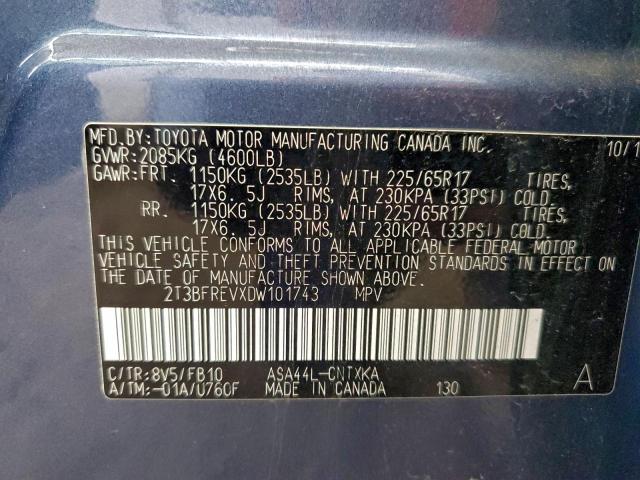 MFD.BY:TOYOTA MOTOR MANUFACTURING CANADA INC. 10/1
GVWR:2085KG (4600LB)
GAWR:FRT. 1150KG (2535LB) WITH 225/65R17 TIRES,
17X6. 5J RIMS, AT 230KPA (33PSI) COLD.
RR. 1150KG (2535LB) WITH 225/65R17 TIRES,
17X6. 5J RIMS, AT 230KPA (33PSI) COLD.
THIS VEHICLE CONFORMS TO ALL APPLICABLE FEDERAL MOTOR
VEHICLE SAFETY AND THEFT PREVENTION STANDARDS IN EFFECT ON
THE DATE OF MANUFACTURE SHOWN ABOVE.
2T3BFREVXDW101743 MPV
C/TR:8V5/FB10 ASA44L-CNTXKA
A/TM:-01A/U760F MADE IN CANADA 130 A